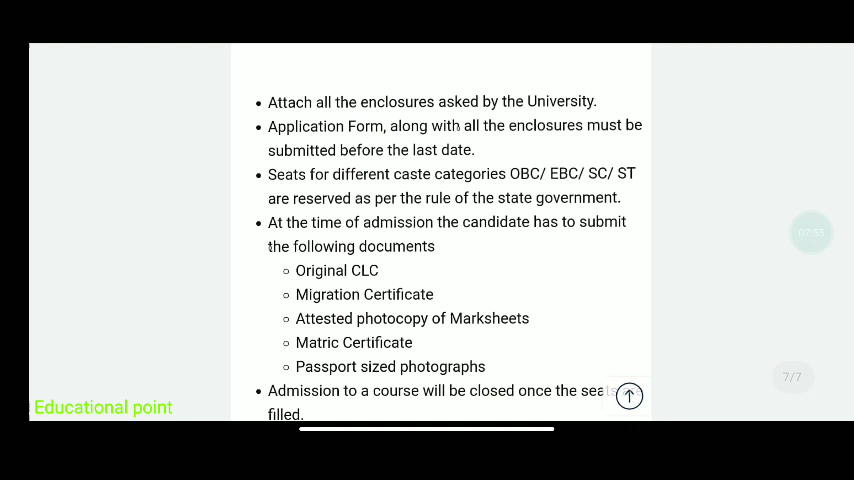 • Attach all the enclosures asked by the University.
• Application Form, along with all the enclosures must be
submitted before the last date.
• Seats for different caste categories OBC/ EBC/ SC/ ST
are reserved as per the rule of the state government.
• At the time of admission the candidate has to submit
the following documents
07:55
◦ Original CLC
◦ Migration Certificate
◦ Attested photocopy of Marksheets
◦ Matric Certificate
◦ Passport sized photographs
7/7
• Admission to a course will be closed once the seats are
filled.
Educational point